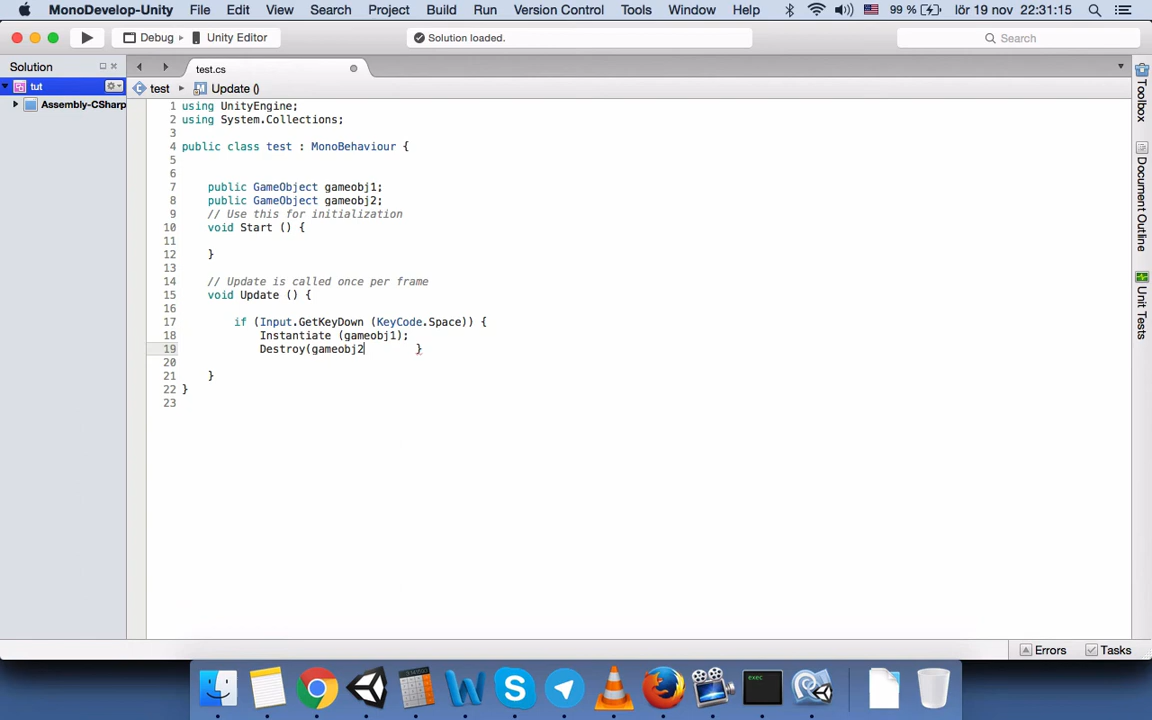 MonoDevelop-Unity File Edit View Search Project Build Run Version Control Tools Window Help 99 % lör 19 nov 22:31:15
Debug ▸ Unity Editor Solution loaded. Search
Solution test.cs
tut test ▸ Update ()
Assembly-CSharp
1 using UnityEngine;
2 using System.Collections;
3
4 public class test : MonoBehaviour {
5
6
7 public GameObject gameobj1;
8 public GameObject gameobj2;
9 // Use this for initialization
10 void Start () {
11
12 }
13
14 // Update is called once per frame
15 void Update () {
16
17 if (Input.GetKeyDown (KeyCode.Space)) {
18 Instantiate (gameobj1);
19 Destroy(gameobj2 }
20
21 }
22 }
23
Toolbox
Document Outline
Unit Tests
Errors Tasks
exec